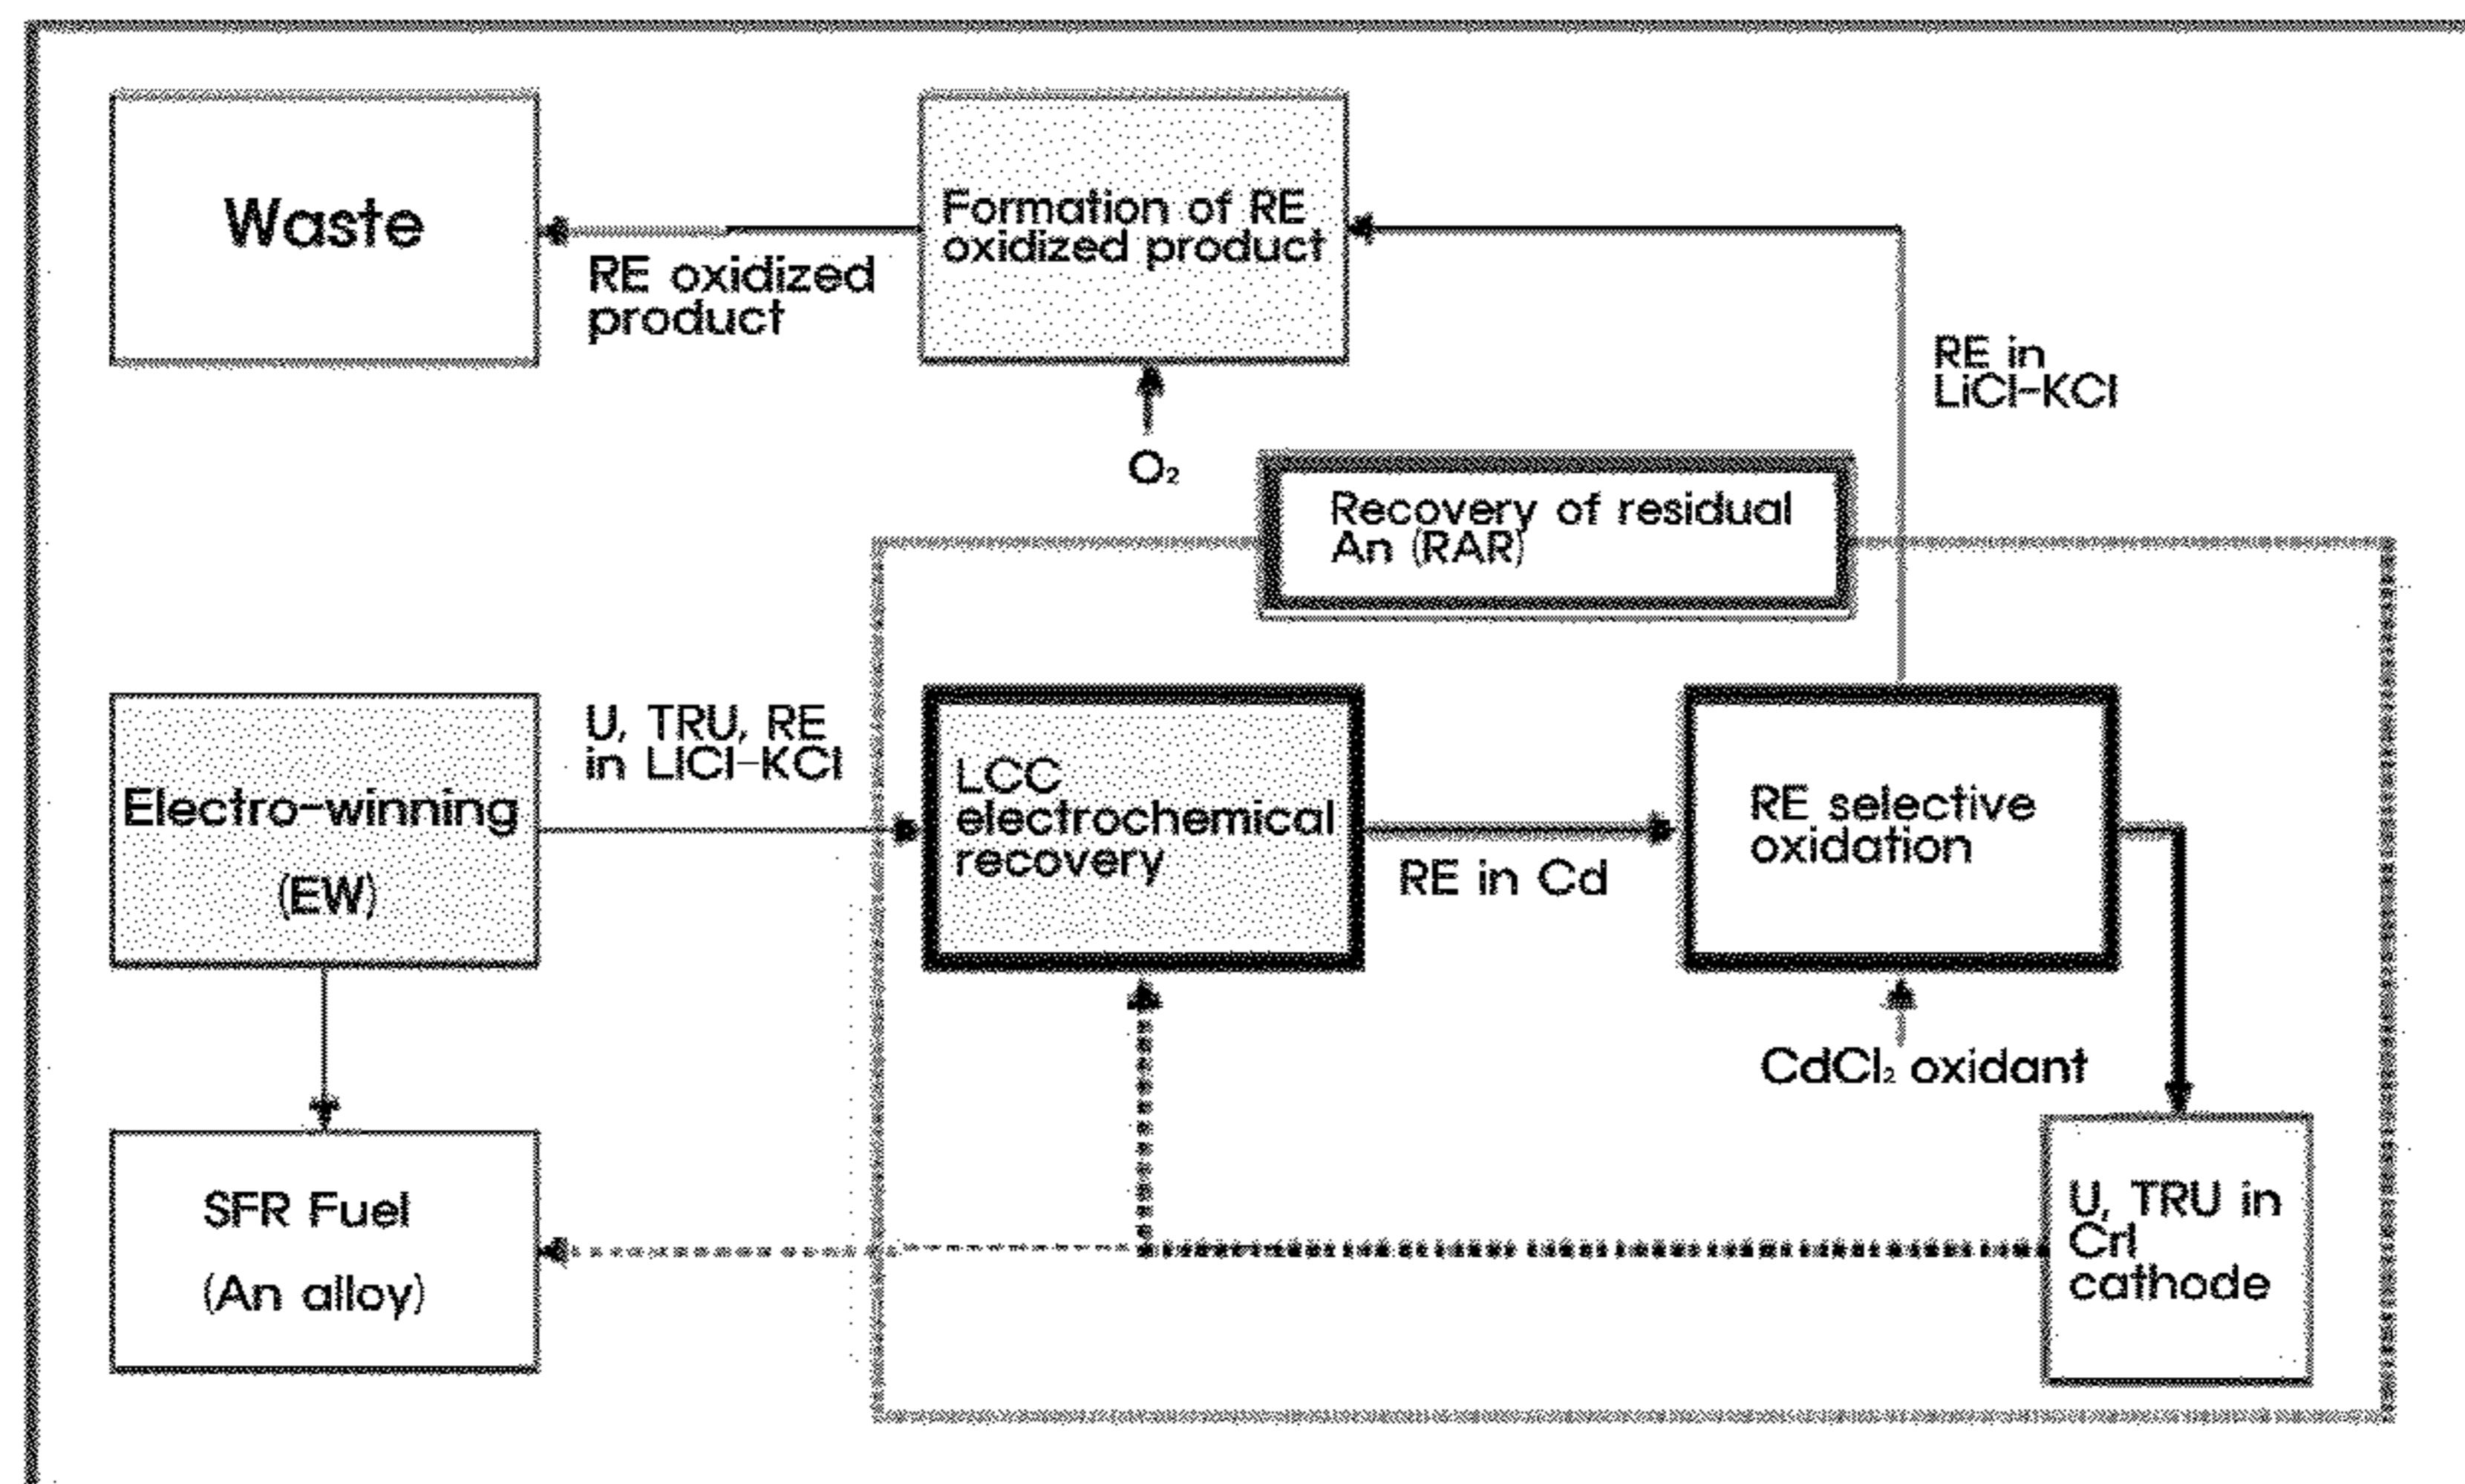 Waste
RE oxidized
product
Formation of RE
oxidized product
O₂
RE in
LiCl-KCl
Recovery of residual
An (RAR)
Electro-winning
(EW)
U, TRU, RE
in LiCl-KCl
LCC
electrochemical
recovery
RE in Cd
RE selective
oxidation
CdCl₂ oxidant
SFR Fuel
(An alloy)
U, TRU in
Crl
cathode